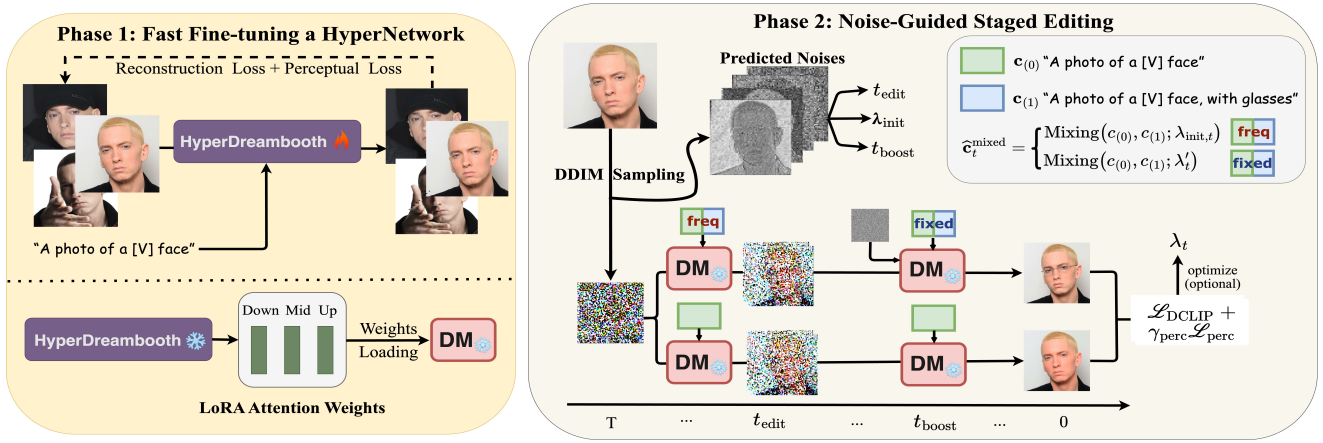 Phase 1: Fast Fine-tuning a HyperNetwork
Reconstruction Loss + Perceptual Loss
HyperDreambooth
"A photo of a [V] face"
HyperDreambooth
Down Mid Up
Weights
Loading
DM
LoRA Attention Weights
Phase 2: Noise-Guided Staged Editing
Predicted Noises
t_edit
λ_init
t_boost
DDIM Sampling
c_(0) "A photo of a [V] face"
c_(1) "A photo of a [V] face, with glasses"
ĉ_t^mixed = { Mixing(c_(0), c_(1); λ_init,t) freq
Mixing(c_(0), c_(1); λ'_t) fixed
freq
fixed
DM
DM
DM
DM
λ_t
optimize
(optional)
ℒ_DCLIP +
γ_perc ℒ_perc
T ... t_edit ... t_boost ... 0